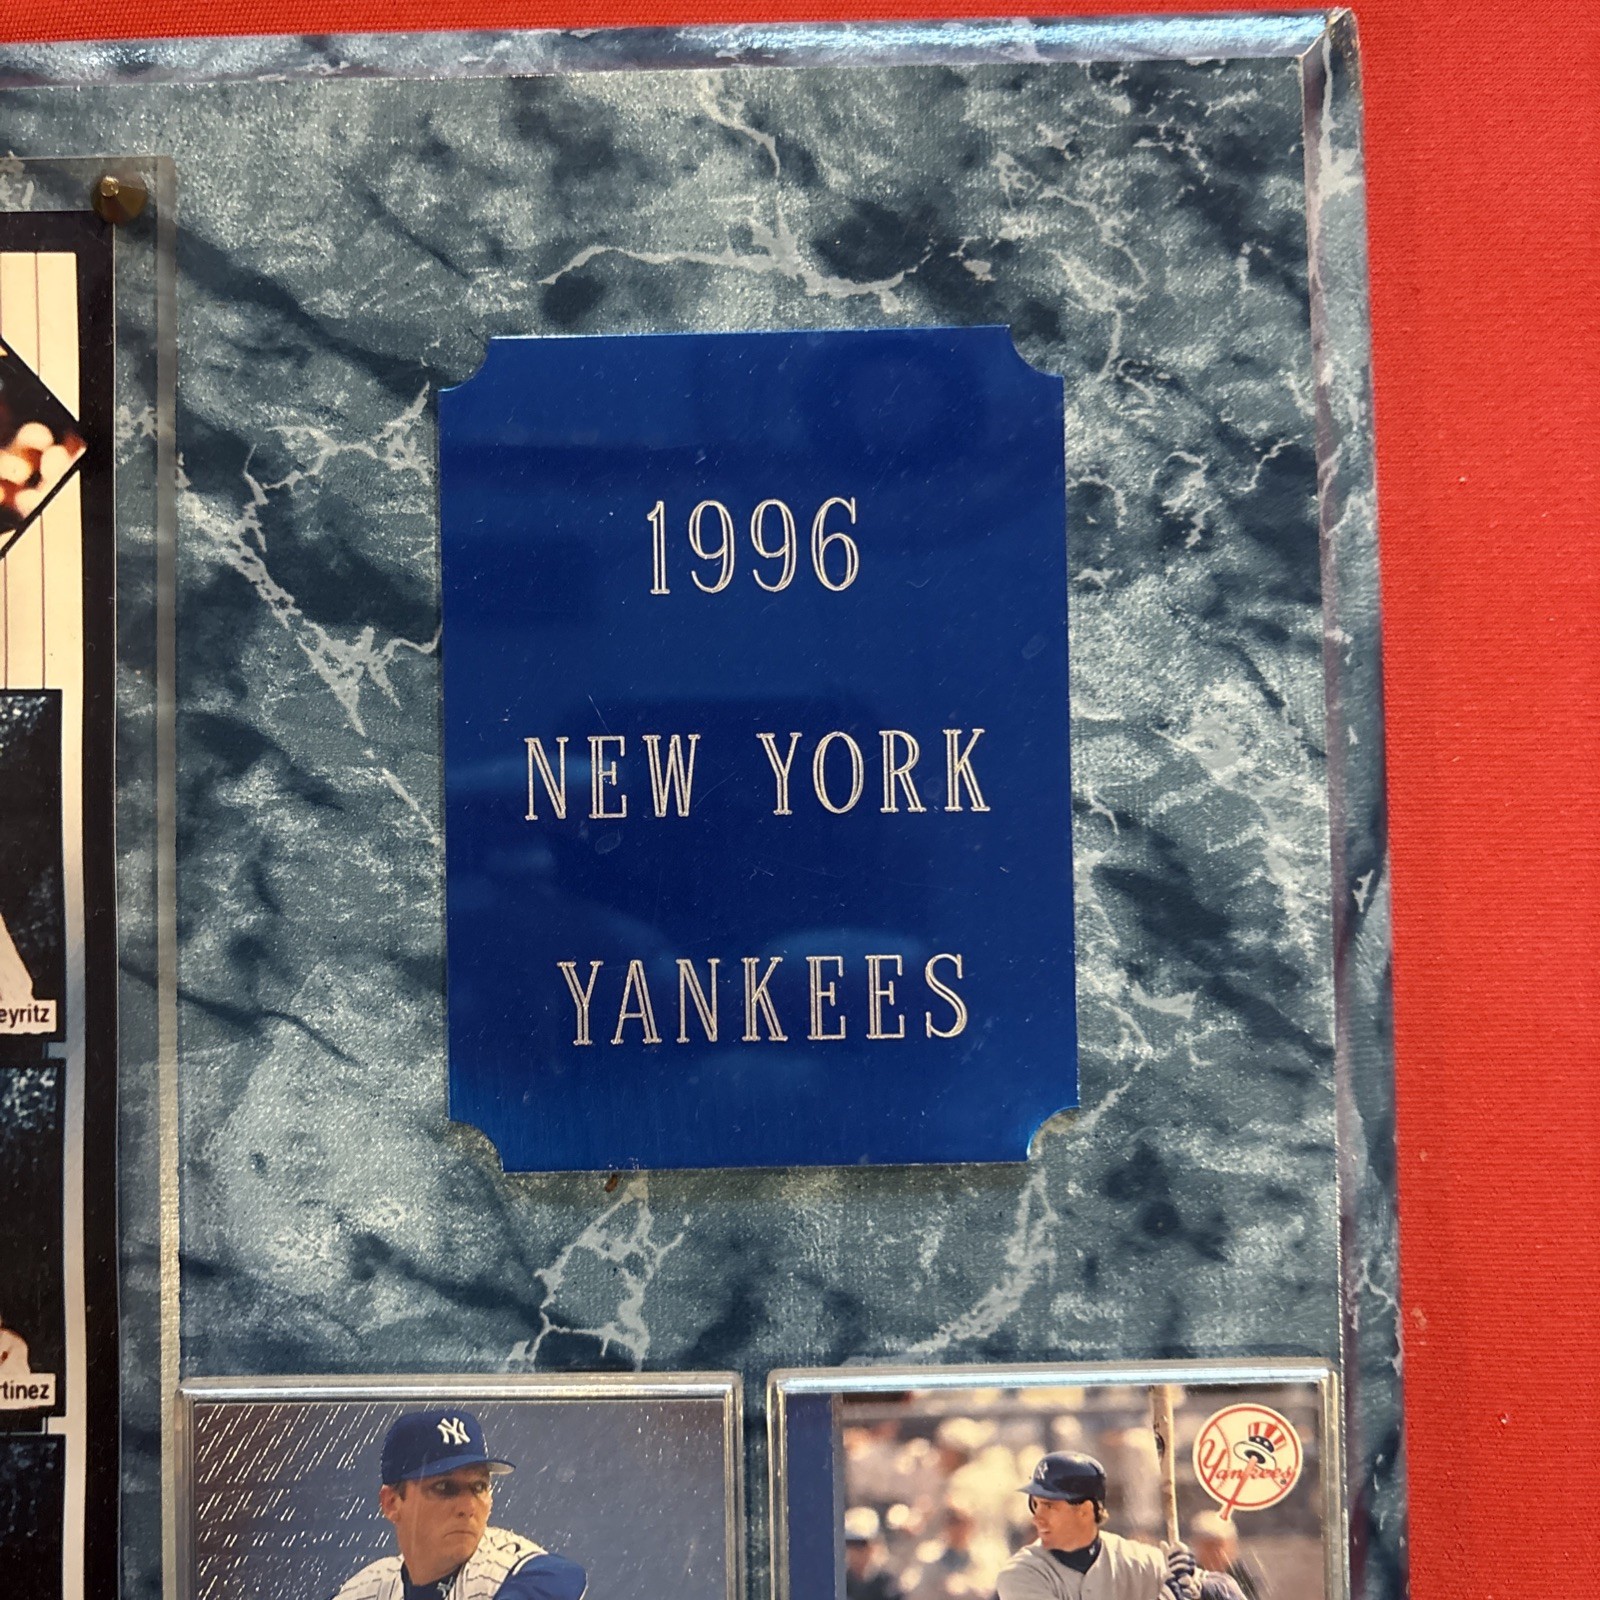 1996
NEW YORK
YANKEES
eyritz
rtinez
NY
Yankees